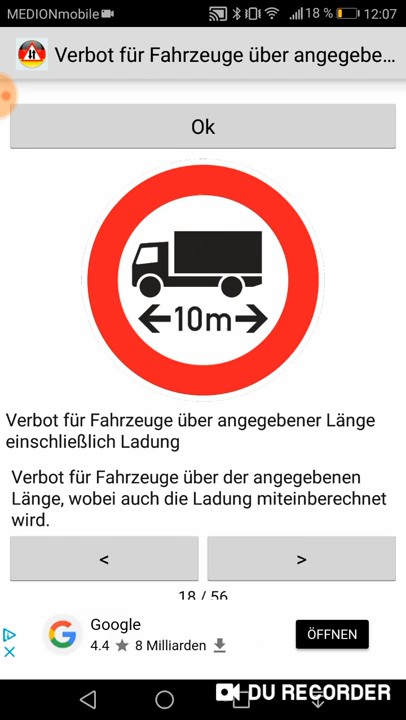 MEDIONmobile 18 % 12:07
Verbot für Fahrzeuge über angegebe...
Ok
10m
Verbot für Fahrzeuge über angegebener Länge
einschließlich Ladung
Verbot für Fahrzeuge über der angegebenen
Länge, wobei auch die Ladung miteinberechnet
wird.
< >
18 / 56
Google
4.4 ★ 8 Milliarden
ÖFFNEN
DU RECORDER